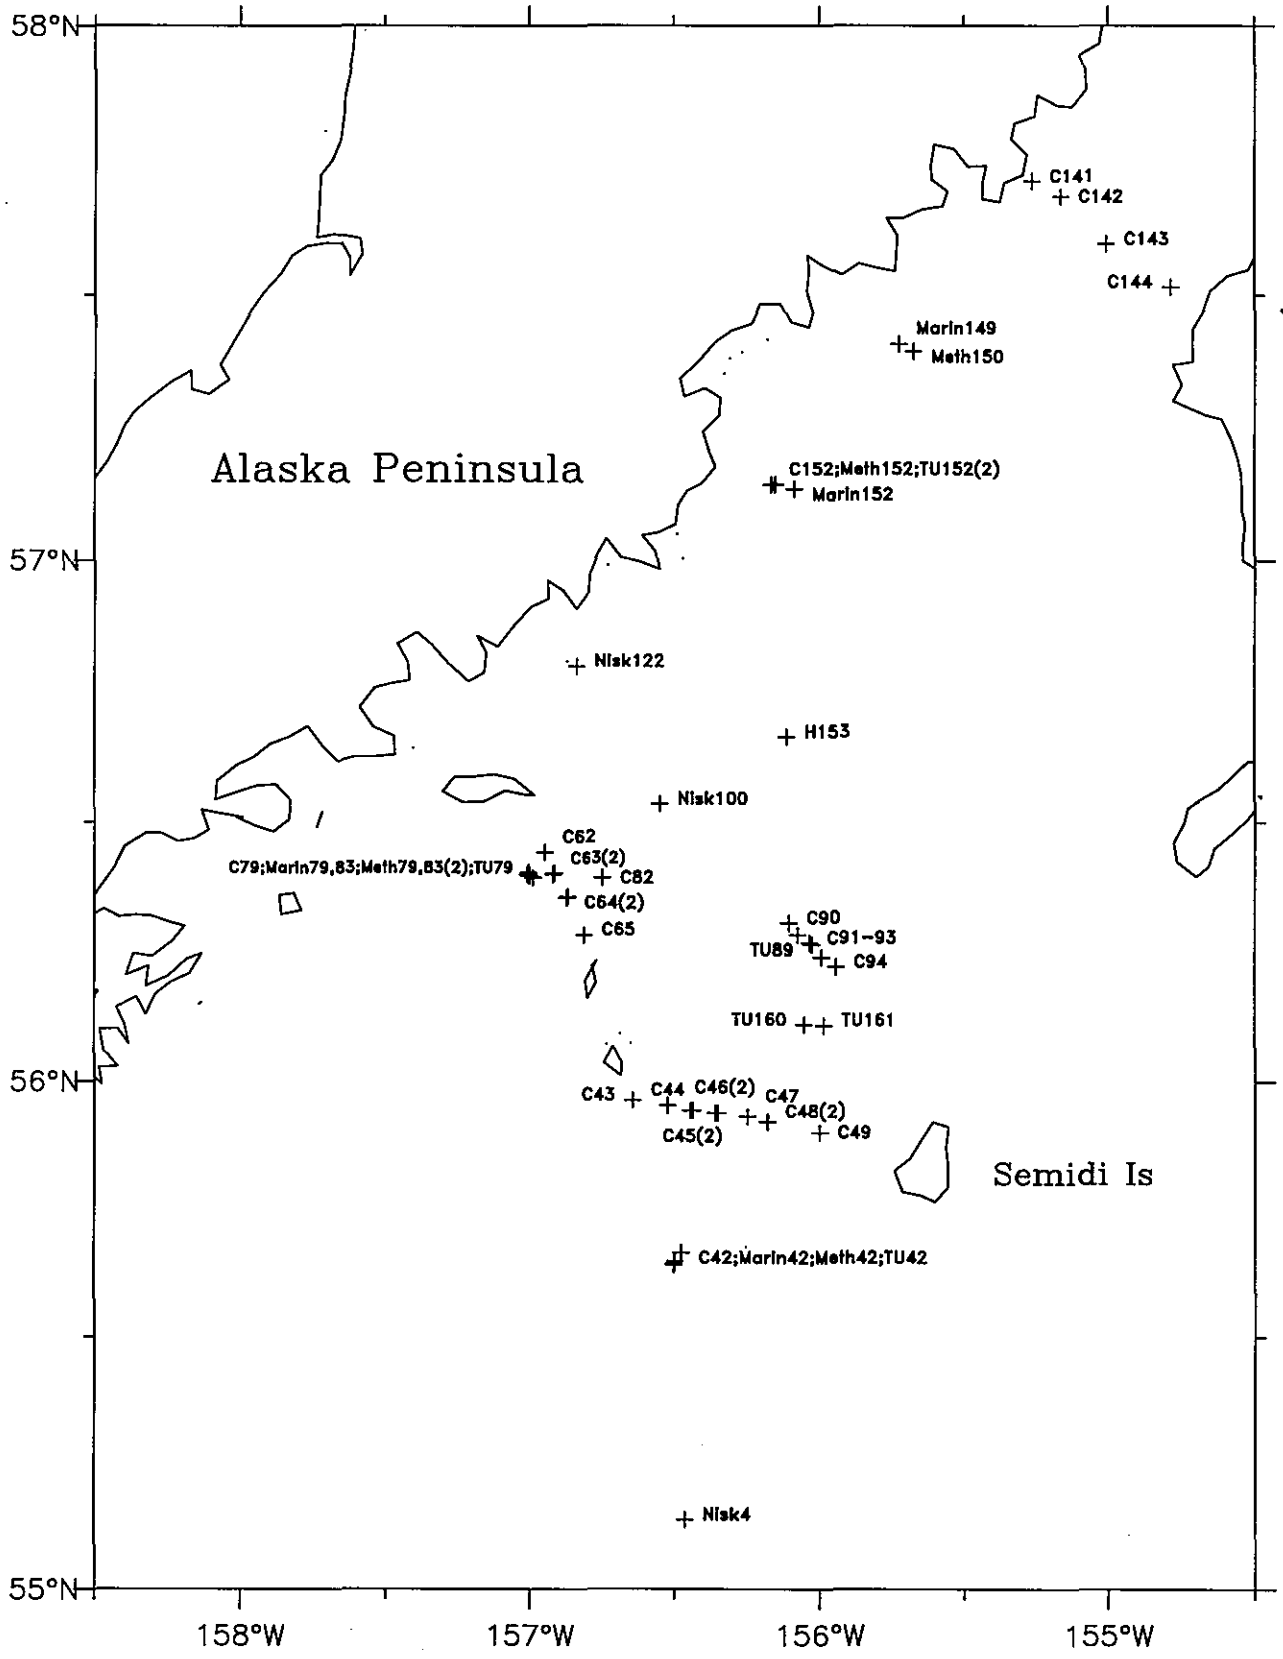 58°N
C141
C142
C143
C144
Marin149
Meth150
Alaska Peninsula
C152;Meth152;TU152(2)
Marin152
57°N
Nisk122
H153
Nisk100
C62
C63(2)
C79;Marin79,83;Meth79,83(2);TU79
C82
C64(2)
C65
C90
C91-93
TU89
C94
TU160
TU161
56°N
C43
C44
C46(2)
C47
C48(2)
C45(2)
C49
Semidi Is
C42;Marin42;Meth42;TU42
Nisk4
55°N
158°W
157°W
156°W
155°W